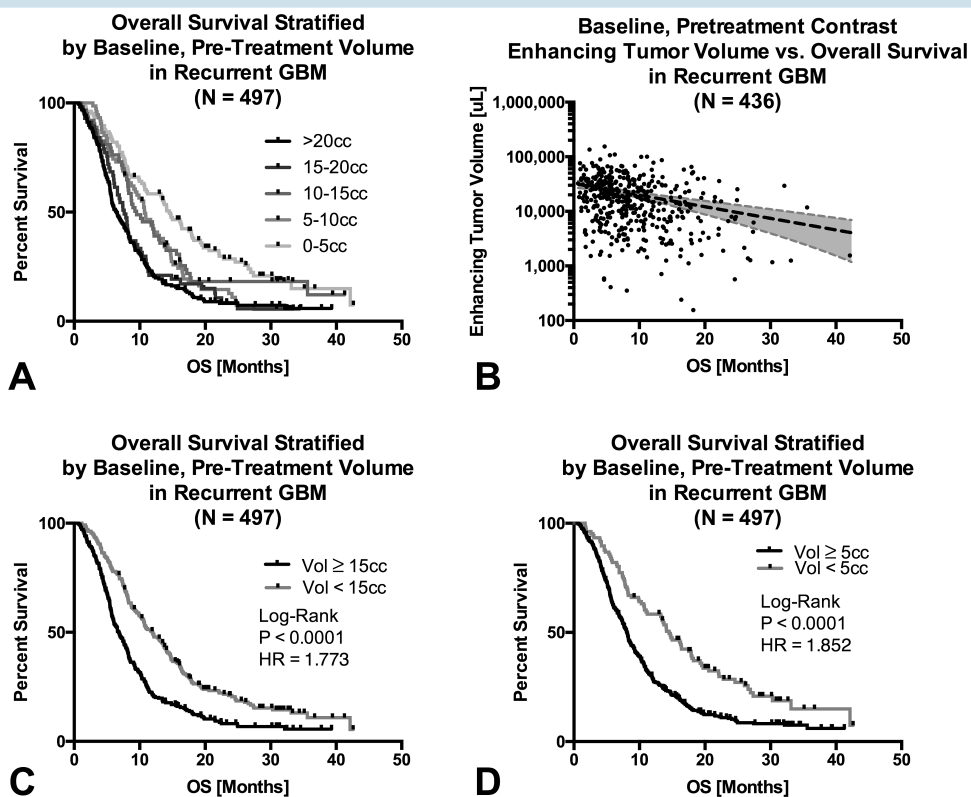 Overall Survival Stratified
by Baseline, Pre-Treatment Volume
in Recurrent GBM
(N = 497)
Percent Survival
100
50
0
>20cc
15-20cc
10-15cc
5-10cc
0-5cc
0 10 20 30 40 50
OS [Months]
A
Baseline, Pretreatment Contrast
Enhancing Tumor Volume vs. Overall Survival
in Recurrent GBM
(N = 436)
Enhancing Tumor Volume [uL]
1,000,000
100,000
10,000
1,000
100
0 10 20 30 40 50
OS [Months]
B
Overall Survival Stratified
by Baseline, Pre-Treatment Volume
in Recurrent GBM
(N = 497)
Percent Survival
100
50
0
Vol ≥ 15cc
Vol < 15cc
Log-Rank
P < 0.0001
HR = 1.773
0 10 20 30 40 50
OS [Months]
C
Overall Survival Stratified
by Baseline, Pre-Treatment Volume
in Recurrent GBM
(N = 497)
Percent Survival
100
50
0
Vol ≥ 5cc
Vol < 5cc
Log-Rank
P < 0.0001
HR = 1.852
0 10 20 30 40 50
OS [Months]
D